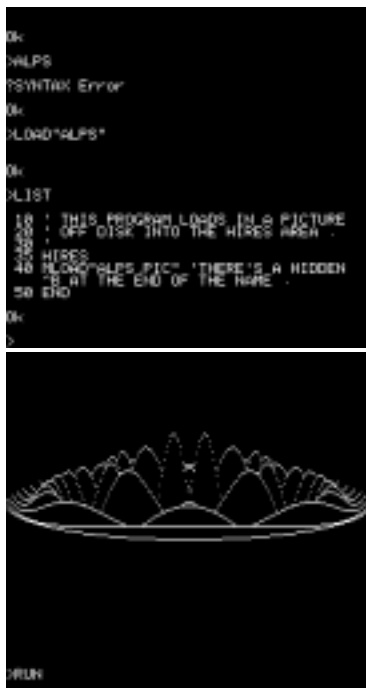 Ok
>ALPS
?SYNTAX Error
Ok
>LOAD"ALPS"
Ok
>LIST
10 ' THIS PROGRAM LOADS IN A PICTURE
20 ' OFF DISK INTO THE HIRES AREA .
30 '
35 HIRES
40 MLOAD"ALPS.PIC" 'THERE'S A HIDDEN
^B AT THE END OF THE NAME .
50 END
Ok
>
>RUN